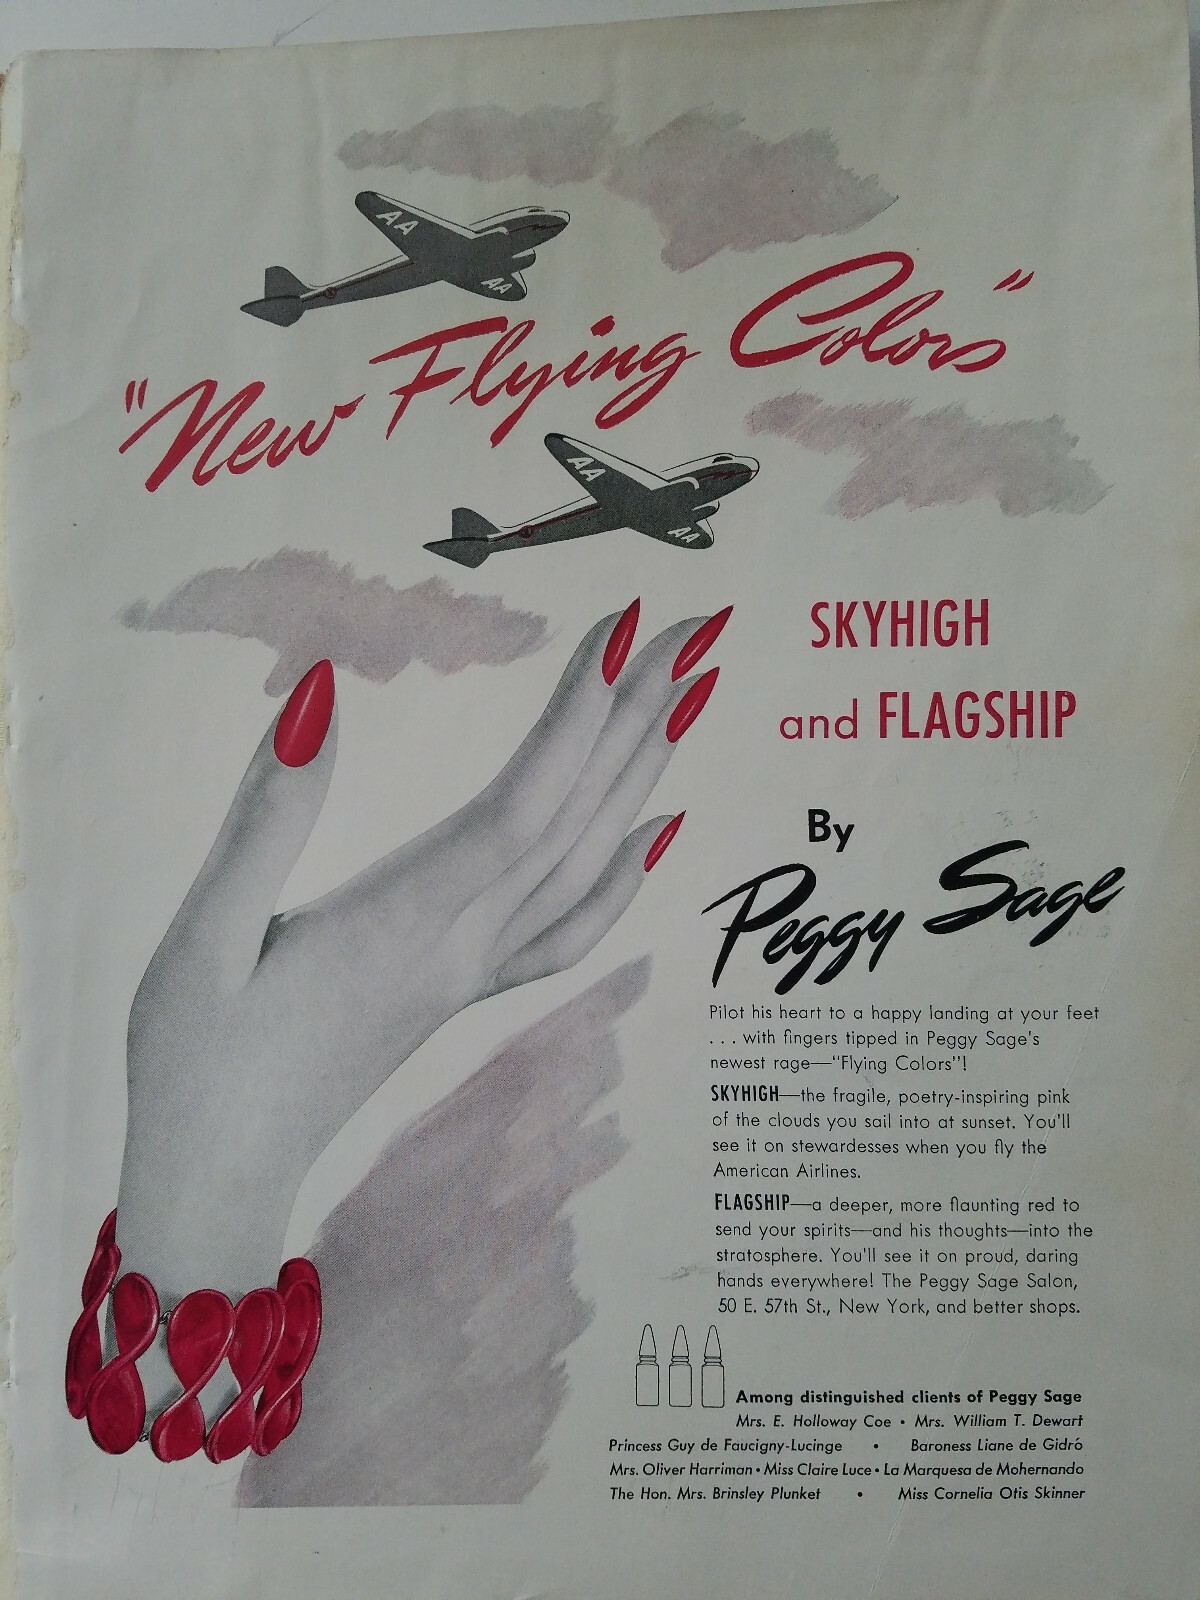 AA
AA
"New Flying Colors"
AA
AA
SKYHIGH
and FLAGSHIP
By
Peggy Sage
Pilot his heart to a happy landing at your feet
. . . with fingers tipped in Peggy Sage's
newest rage—"Flying Colors"!
SKYHIGH—the fragile, poetry-inspiring pink
of the clouds you sail into at sunset. You'll
see it on stewardesses when you fly the
American Airlines.
FLAGSHIP—a deeper, more flaunting red to
send your spirits—and his thoughts—into the
stratosphere. You'll see it on proud, daring
hands everywhere! The Peggy Sage Salon,
50 E. 57th St., New York, and better shops.
Among distinguished clients of Peggy Sage
Mrs. E. Holloway Coe • Mrs. William T. Dewart
Princess Guy de Faucigny-Lucinge • Baroness Liane de Gidró
Mrs. Oliver Harriman • Miss Claire Luce • La Marquesa de Mohernando
The Hon. Mrs. Brinsley Plunket • Miss Cornelia Otis Skinner